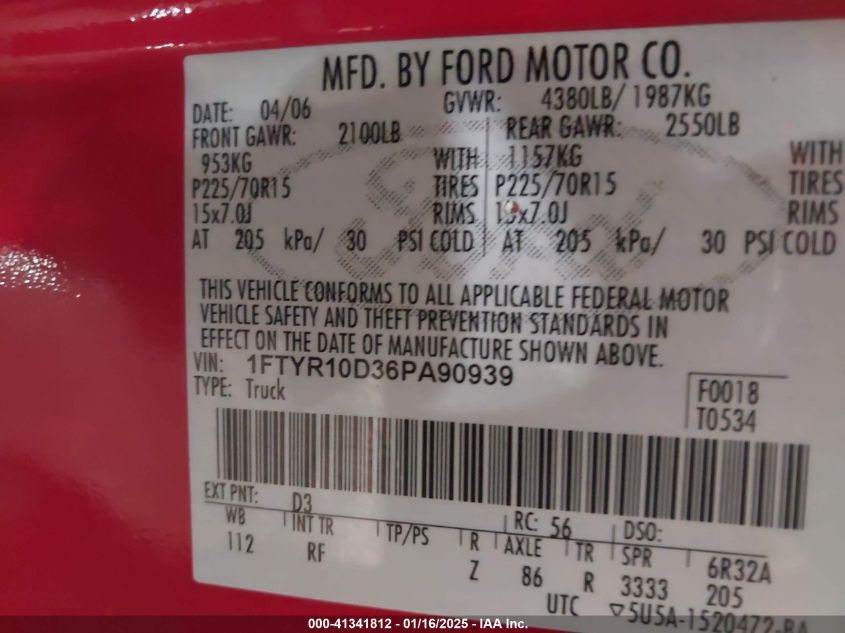 MFD. BY FORD MOTOR CO.
DATE: 04/06 GVWR: 4380LB/ 1987KG
FRONT GAWR: 2100LB REAR GAWR: 2550LB
953KG WITH 1157KG WITH
P225/70R15 TIRES P225/70R15 TIRES
15x7.0J RIMS 15x7.0J RIMS
AT 205 kPa/ 30 PSI COLD AT 205 kPa/ 30 PSI COLD
THIS VEHICLE CONFORMS TO ALL APPLICABLE FEDERAL MOTOR
VEHICLE SAFETY AND THEFT PREVENTION STANDARDS IN
EFFECT ON THE DATE OF MANUFACTURE SHOWN ABOVE.
VIN: 1FTYR10D36PA90939
TYPE: Truck F0018
T0534
EXT PNT: D3 RC: 56 DSO:
WB INT TR TP/PS R AXLE TR SPR 6R32A
112 RF Z 86 R 3333 205
UTC ▽5U5A-1520472-BA
000-41341812 - 01/16/2025 - IAA Inc.